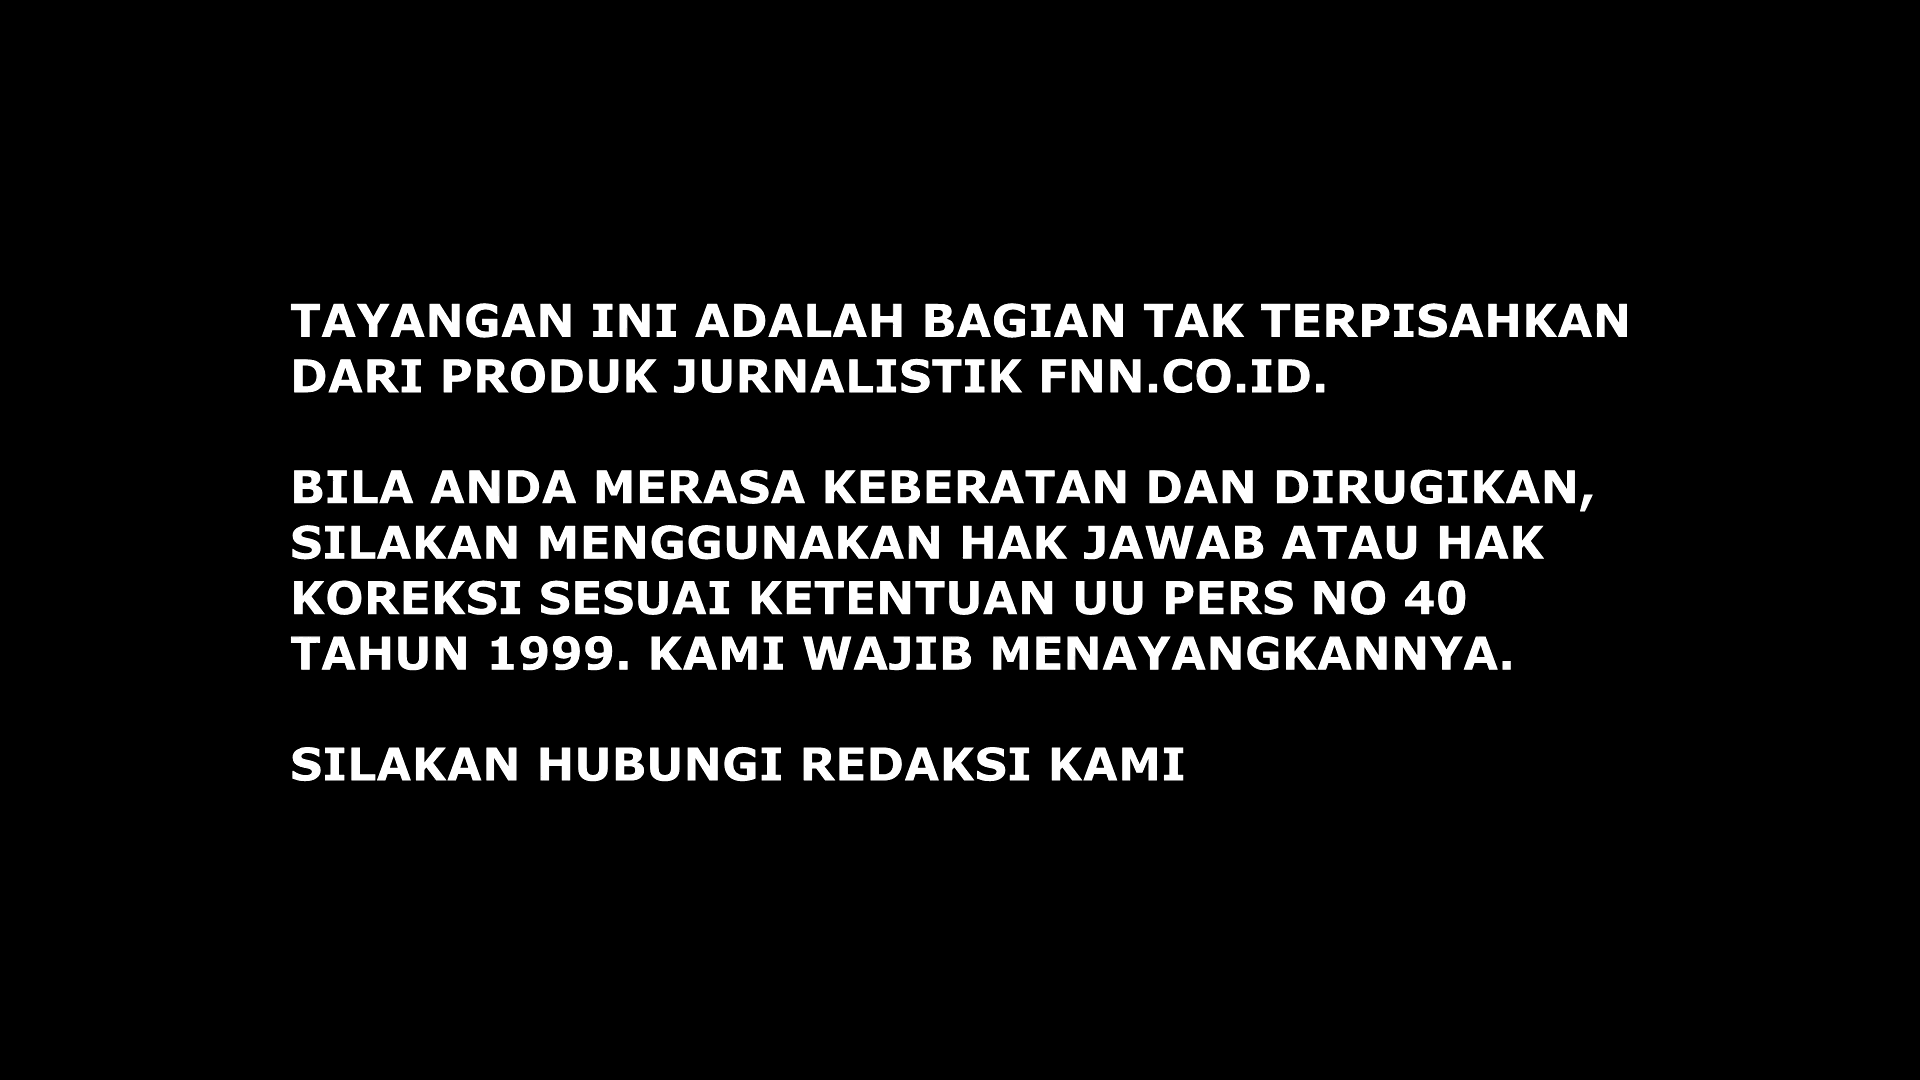 TAYANGAN INI ADALAH BAGIAN TAK TERPISAHKAN
DARI PRODUK JURNALISTIK FNN.CO.ID.
BILA ANDA MERASA KEBERATAN DAN DIRUGIKAN,
SILAKAN MENGGUNAKAN HAK JAWAB ATAU HAK
KOREKSI SESUAI KETENTUAN UU PERS NO 40
TAHUN 1999. KAMI WAJIB MENAYANGKANNYA.
SILAKAN HUBUNGI REDAKSI KAMI